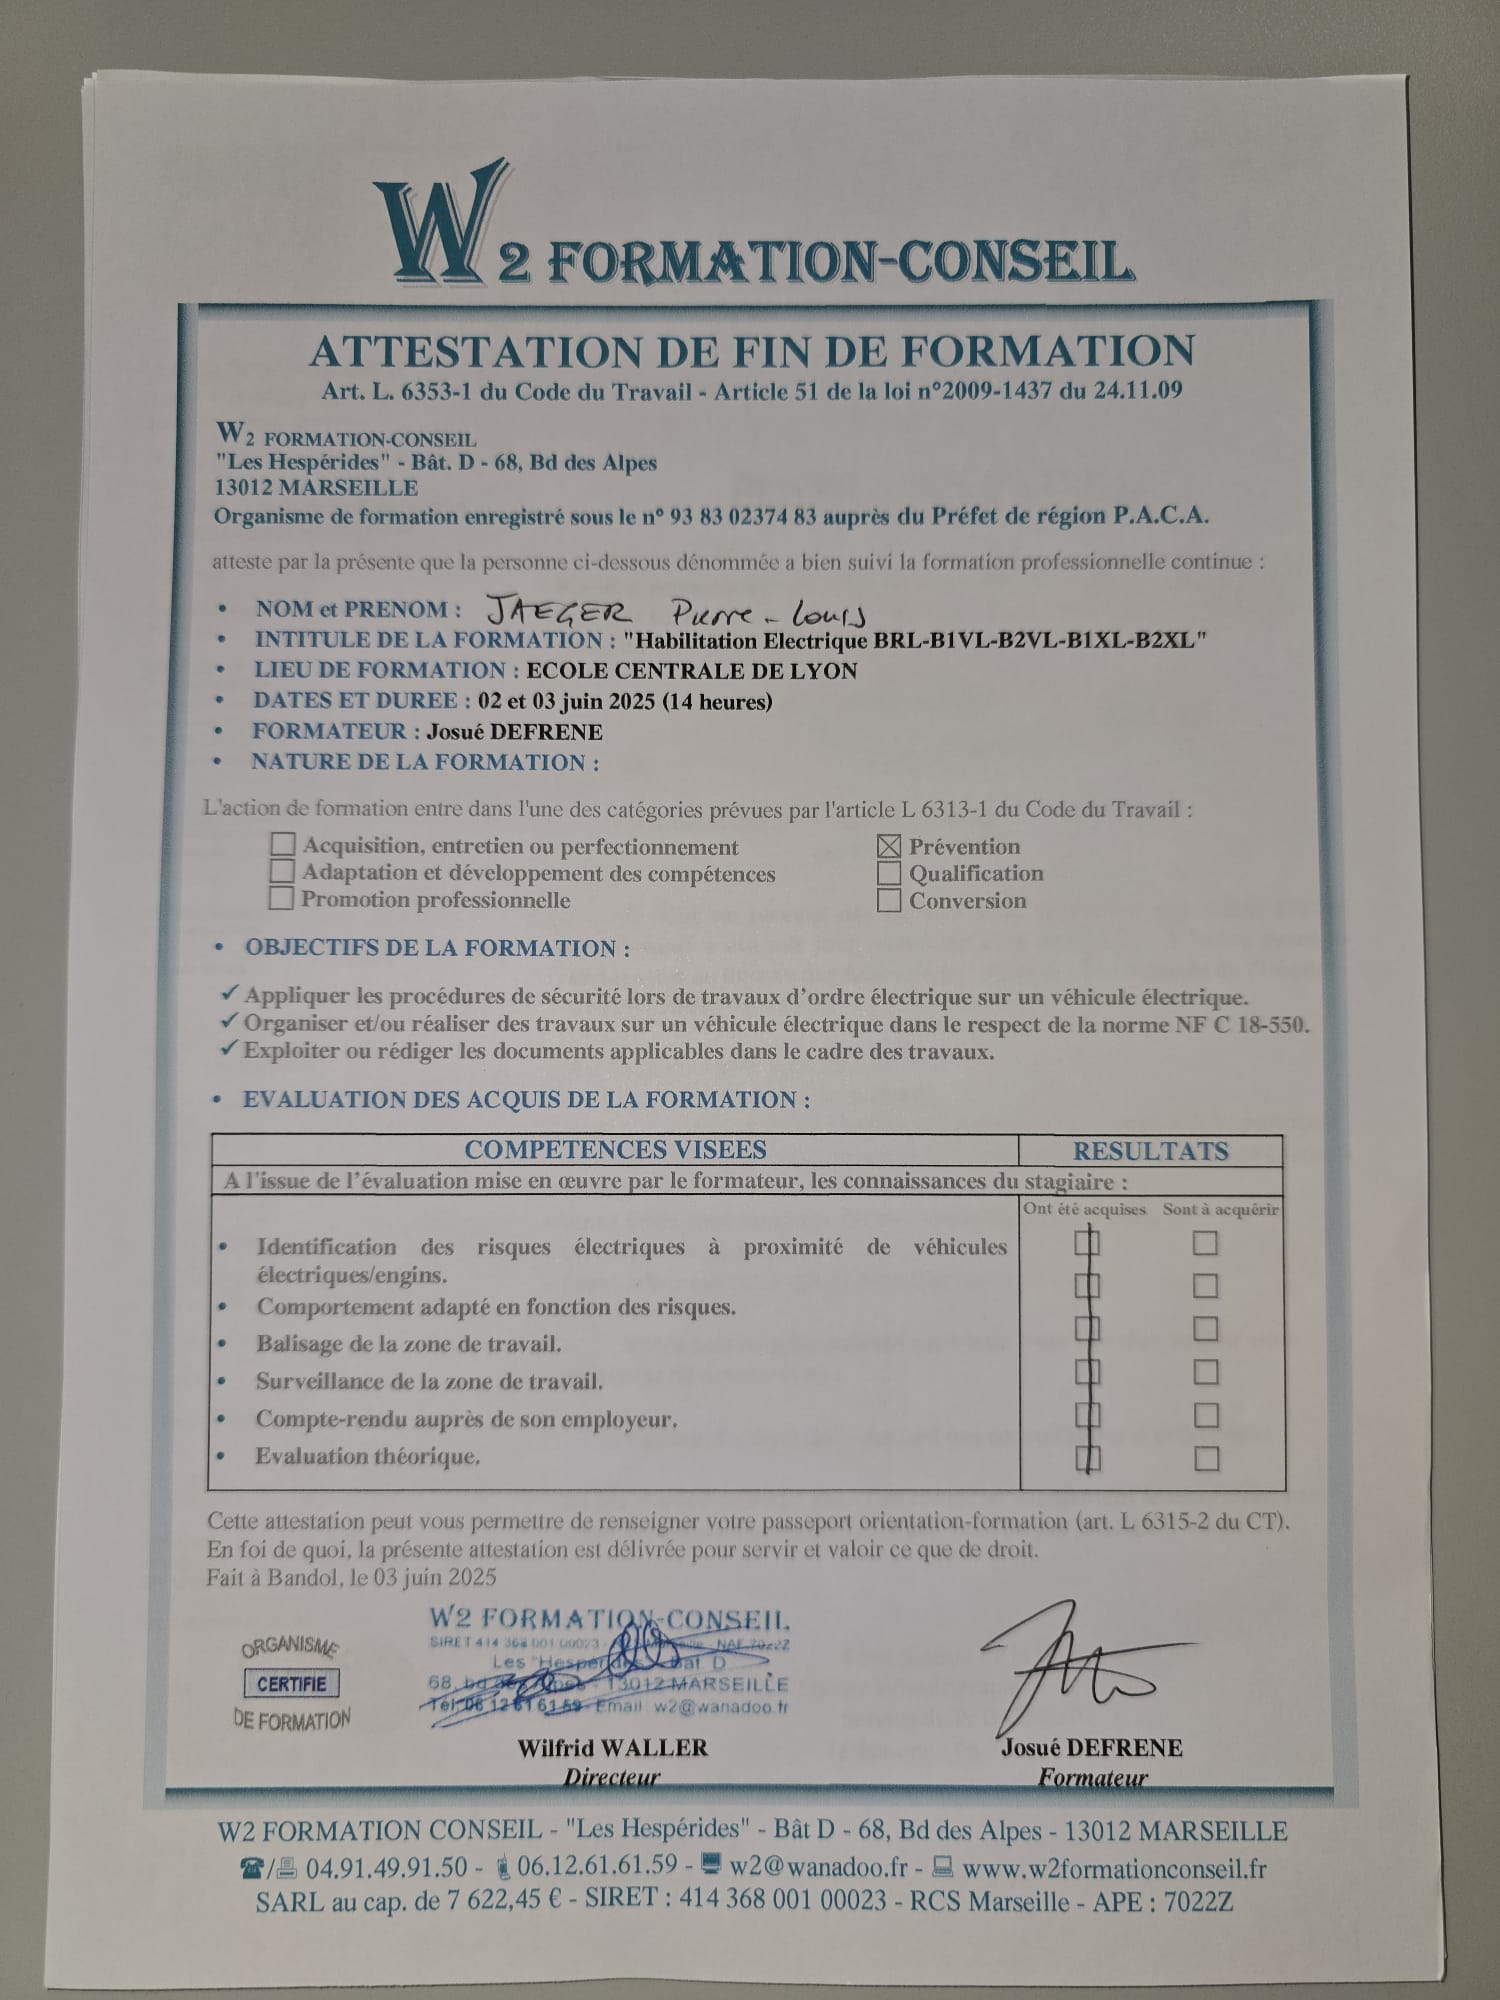 W2 FORMATION-CONSEIL
ATTESTATION DE FIN DE FORMATION
Art. L. 6353-1 du Code du Travail - Article 51 de la loi n°2009-1437 du 24.11.09
W2 FORMATION-CONSEIL
"Les Hespérides" - Bât. D - 68, Bd des Alpes
13012 MARSEILLE
Organisme de formation enregistré sous le n° 93 83 02374 83 auprès du Préfet de région P.A.C.A.
atteste par la présente que la personne ci-dessous dénommée a bien suivi la formation professionnelle continue :
• NOM et PRENOM : JAEGER Pierre-Louis
• INTITULE DE LA FORMATION : "Habilitation Electrique BRL-B1VL-B2VL-B1XL-B2XL"
• LIEU DE FORMATION : ECOLE CENTRALE DE LYON
• DATES ET DUREE : 02 et 03 juin 2025 (14 heures)
• FORMATEUR : Josué DEFRENE
• NATURE DE LA FORMATION :
L'action de formation entre dans l'une des catégories prévues par l'article L 6313-1 du Code du Travail :
☐ Acquisition, entretien ou perfectionnement ☒ Prévention
☐ Adaptation et développement des compétences ☐ Qualification
☐ Promotion professionnelle ☐ Conversion
• OBJECTIFS DE LA FORMATION :
✓ Appliquer les procédures de sécurité lors de travaux d'ordre électrique sur un véhicule électrique.
✓ Organiser et/ou réaliser des travaux sur un véhicule électrique dans le respect de la norme NF C 18-550.
✓ Exploiter ou rédiger les documents applicables dans le cadre des travaux.
• EVALUATION DES ACQUIS DE LA FORMATION :
COMPETENCES VISEES RESULTATS
A l'issue de l'évaluation mise en œuvre par le formateur, les connaissances du stagiaire :
Ont été acquises Sont à acquérir
• Identification des risques électriques à proximité de véhicules
électriques/engins.
• Comportement adapté en fonction des risques.
• Balisage de la zone de travail.
• Surveillance de la zone de travail.
• Compte-rendu auprès de son employeur.
• Evaluation théorique.
Cette attestation peut vous permettre de renseigner votre passeport orientation-formation (art. L 6315-2 du CT).
En foi de quoi, la présente attestation est délivrée pour servir et valoir ce que de droit.
Fait à Bandol, le 03 juin 2025
ORGANISME
CERTIFIE
DE FORMATION
W2 FORMATION-CONSEIL
SIRET 414 368 001 00023 - NAF 7022Z
Les "Hespérides" Bat D
68, bd des Alpes - 13012 MARSEILLE
Tél. 06 12 61 61 59 - Email w2@wanadoo.fr
Wilfrid WALLER
Directeur
Josué DEFRENE
Formateur
W2 FORMATION CONSEIL - "Les Hespérides" - Bât D - 68, Bd des Alpes - 13012 MARSEILLE
☎/🖷 04.91.49.91.50 - 06.12.61.61.59 - w2@wanadoo.fr - www.w2formationconseil.fr
SARL au cap. de 7 622,45 € - SIRET : 414 368 001 00023 - RCS Marseille - APE : 7022Z